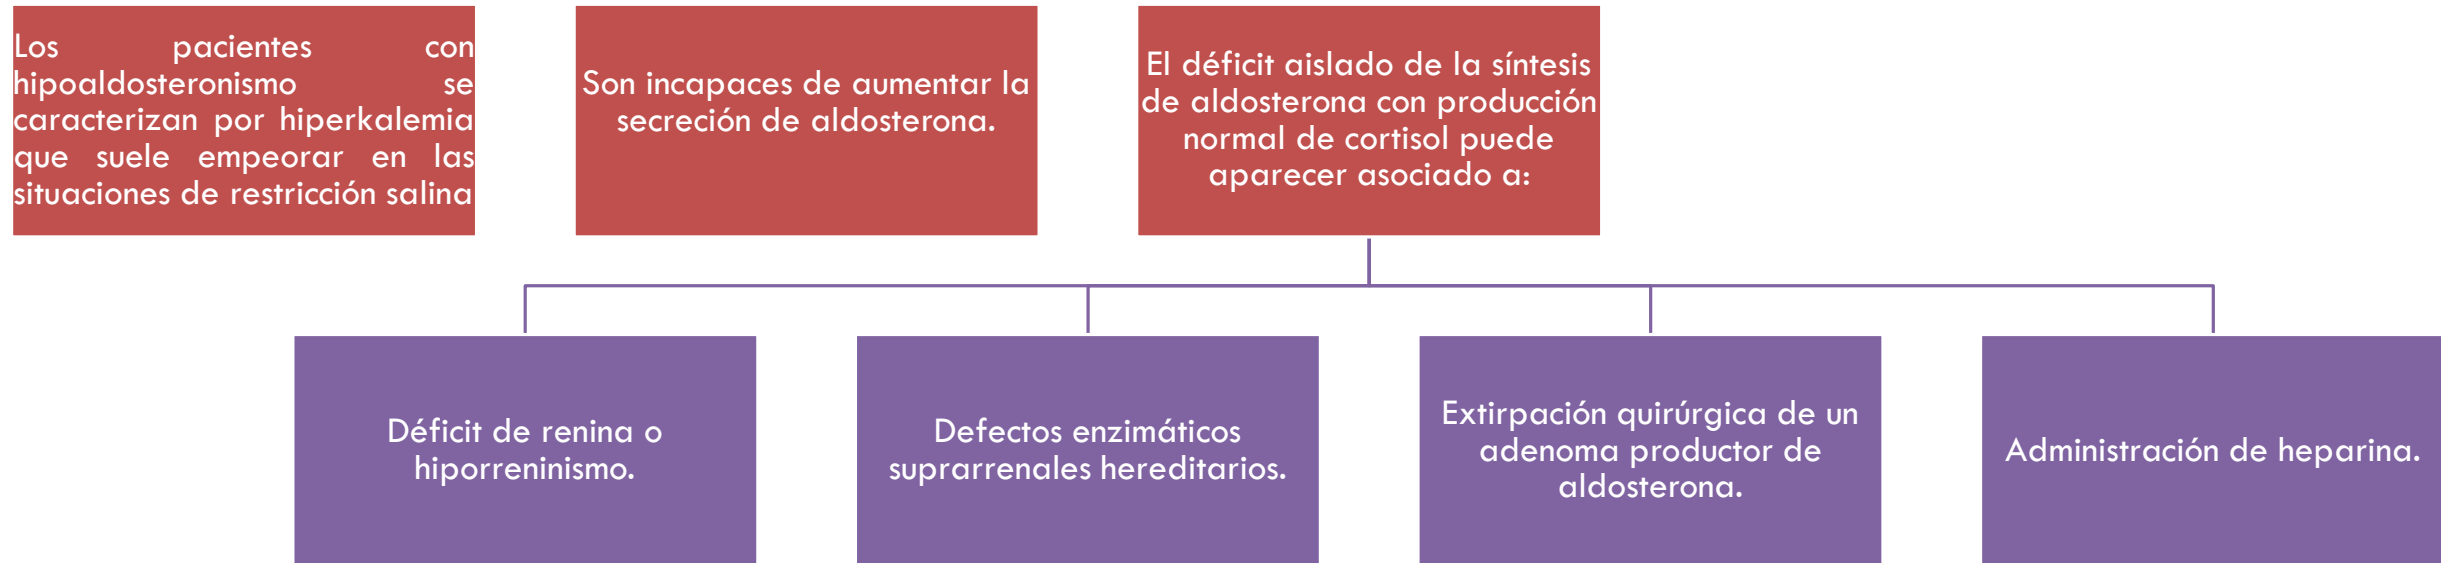 Los pacientes con
hipoaldosteronismo se
caracterizan por hiperkalemia
que suele empeorar en las
situaciones de restricción salina
Son incapaces de aumentar la
secreción de aldosterona.
El déficit aislado de la síntesis
de aldosterona con producción
normal de cortisol puede
aparecer asociado a:
Déficit de renina o
hiporreninismo.
Defectos enzimáticos
suprarrenales hereditarios.
Extirpación quirúrgica de un
adenoma productor de
aldosterona.
Administración de heparina.